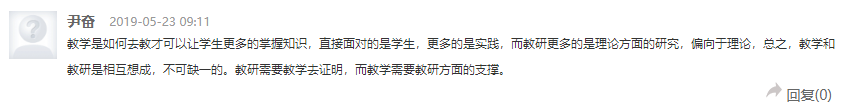 尹奋 2019-05-23 09:11
教学是如何去教才可以让学生更多的掌握知识，直接面对的是学生，更多的是实践，而教研更多的是理论方面的研究，偏向于理论，总之，教学和
教研是相互想成，不可缺一的。教研需要教学去证明，而教学需要教研方面的支撑。
回复(0)